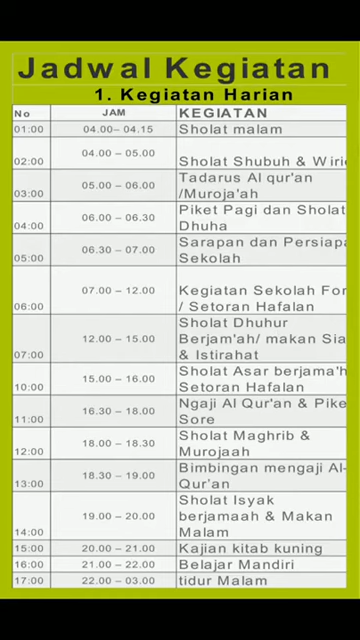 Jadwal Kegiatan
1. Kegiatan Harian
No JAM KEGIATAN
01:00 04.00– 04.15 Sholat malam
02:00 04.00 – 05.00 Sholat Shubuh & Wiri
03:00 05.00 – 06.00 Tadarus Al qur'an
/Muroja'ah
04:00 06.00 – 06.30 Piket Pagi dan Sholat
Dhuha
05:00 06.30 – 07.00 Sarapan dan Persiapa
Sekolah
06:00 07.00 – 12.00 Kegiatan Sekolah For
/ Setoran Hafalan
07:00 12.00 – 15.00 Sholat Dhuhur
Berjam'ah/ makan Sia
& Istirahat
10:00 15.00 – 16.00 Sholat Asar berjama'h
Setoran Hafalan
11:00 16.30 – 18.00 Ngaji Al Qur'an & Pike
Sore
12:00 18.00 – 18.30 Sholat Maghrib &
Murojaah
13:00 18.30 – 19.00 Bimbingan mengaji Al-
Qur’an
14:00 19.00 – 20.00 Sholat Isyak
berjamaah & Makan
Malam
15:00 20.00 – 21.00 Kajian kitab kuning
16:00 21.00 – 22.00 Belajar Mandiri
17:00 22.00 – 03.00 tidur Malam